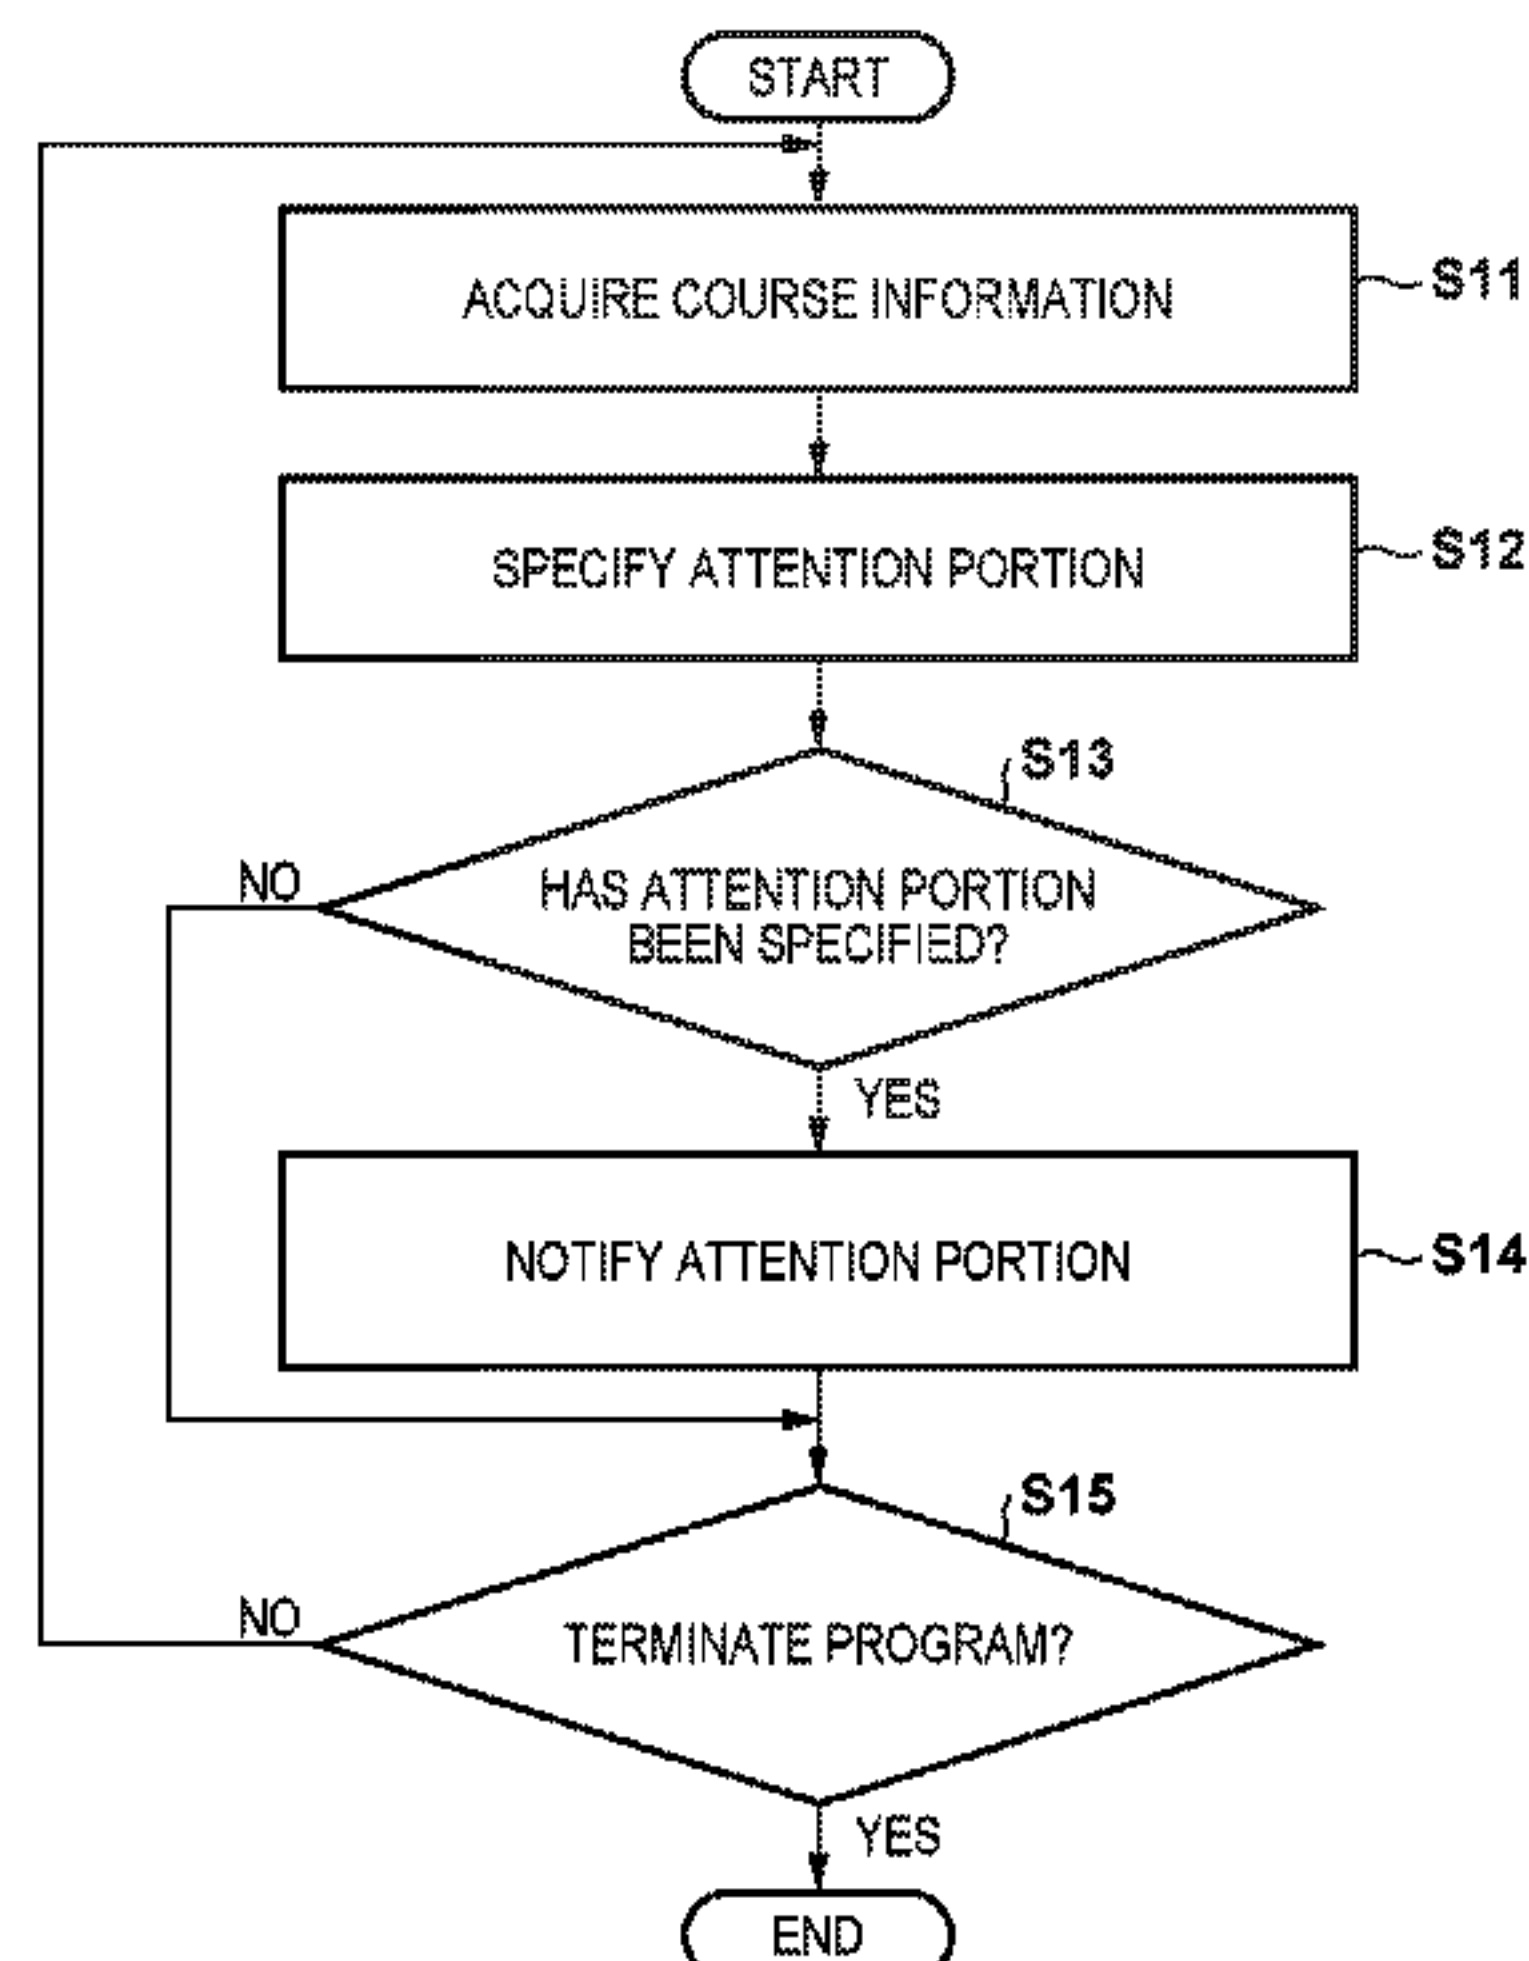 START
ACQUIRE COURSE INFORMATION
S11
SPECIFY ATTENTION PORTION
S12
S13
NO
HAS ATTENTION PORTION
BEEN SPECIFIED?
YES
NOTIFY ATTENTION PORTION
S14
S15
NO
TERMINATE PROGRAM?
YES
END